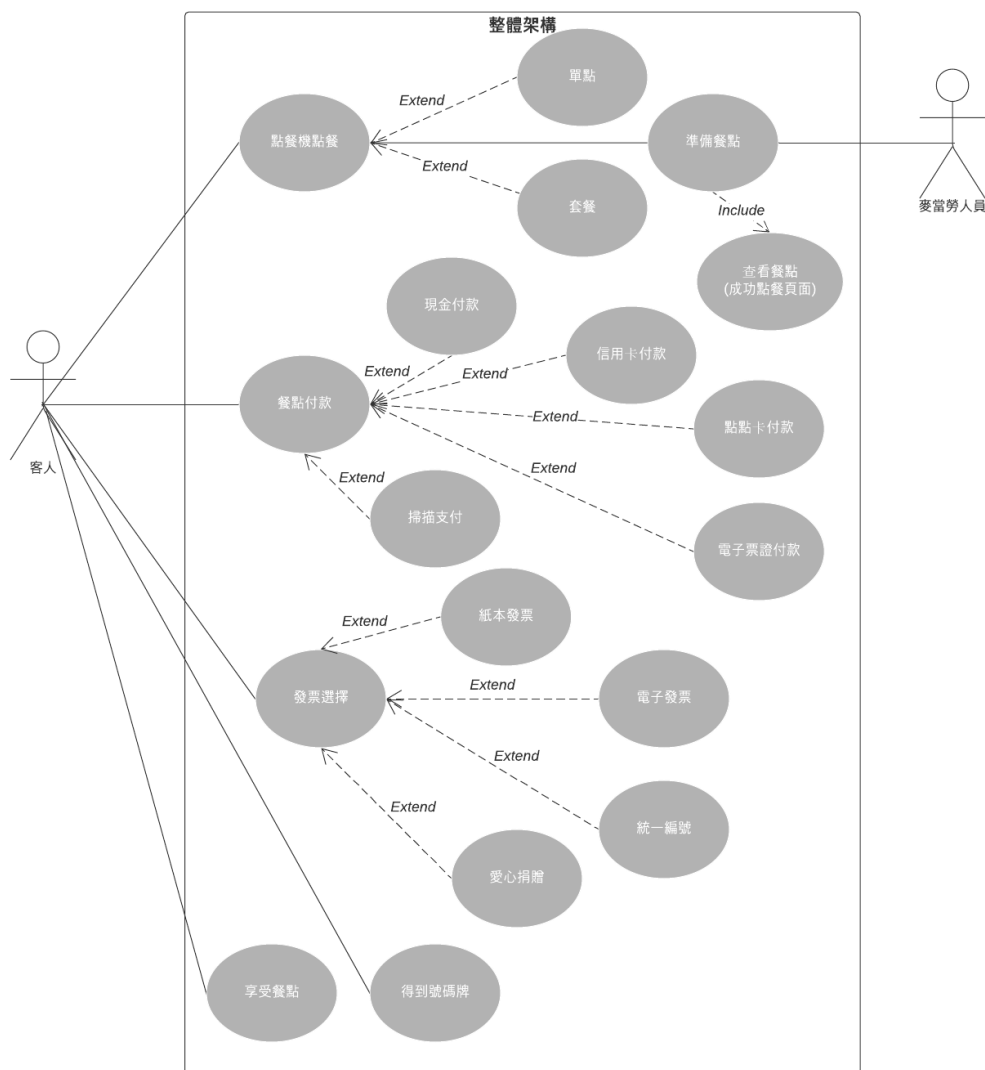 整體架構
單點
Extend
點餐機點餐
準備餐點
Extend
套餐
Include
麥當勞人員
查看餐點
(成功點餐頁面)
現金付款
信用卡付款
Extend
Extend
餐點付款
Extend
點點卡付款
客人
Extend
Extend
掃描支付
電子票證付款
紙本發票
Extend
發票選擇
Extend
電子發票
Extend
Extend
統一編號
愛心捐贈
享受餐點
得到號碼牌